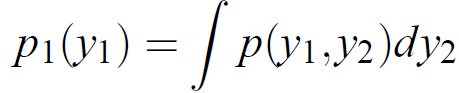 p₁(y₁) = ∫ p(y₁,y₂)dy₂